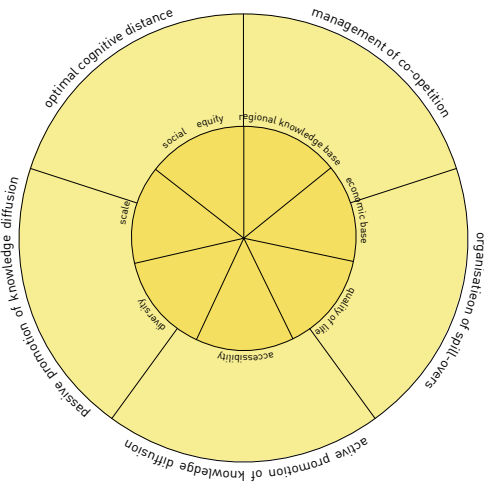 optimal cognitive distance
management of co-opetition
organisatieon of spill-overs
active promotion of knowledge diffusion
passive promotion of knowledge diffusion
regional knowledge base
economic base
quality of life
accessibility
diversity
scale
social equity